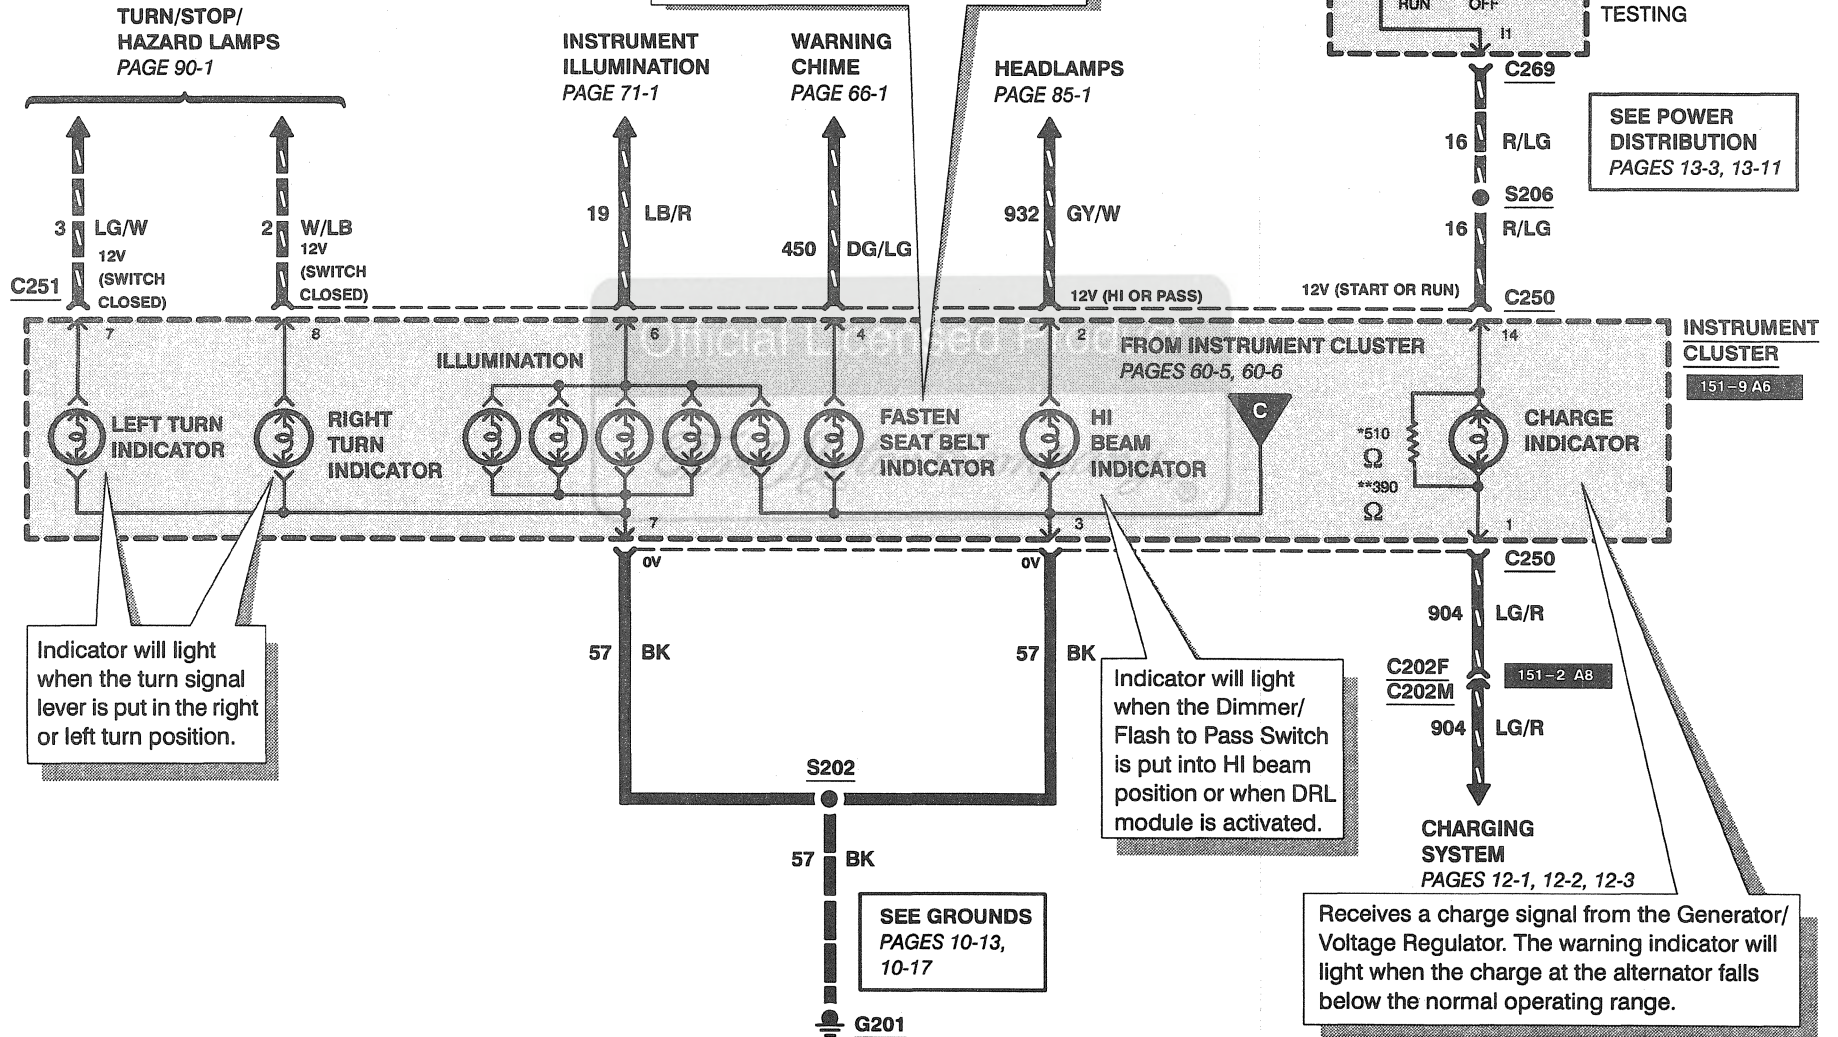 TURN/STOP/
HAZARD LAMPS
PAGE 90-1
INSTRUMENT
ILLUMINATION
PAGE 71-1
WARNING
CHIME
PAGE 66-1
HEADLAMPS
PAGE 85-1
RUN OFF
I1
TESTING
C269
16 R/LG
S206
16 R/LG
SEE POWER
DISTRIBUTION
PAGES 13-3, 13-11
3 LG/W
12V
(SWITCH
CLOSED)
2 W/LB
12V
(SWITCH
CLOSED)
19 LB/R
450 DG/LG
932 GY/W
C251
12V (HI OR PASS)
12V (START OR RUN)
C250
7
8
6
4
2
14
Official Licensed Product
INSTRUMENT
CLUSTER
151-9 A6
ILLUMINATION
FROM INSTRUMENT CLUSTER
PAGES 60-5, 60-6
C
LEFT TURN
INDICATOR
RIGHT
TURN
INDICATOR
FASTEN
SEAT BELT
INDICATOR
HI
BEAM
INDICATOR
*510
Ω
**390
Ω
CHARGE
INDICATOR
7
3
1
0V
0V
C250
57 BK
57 BK
904 LG/R
C202F
C202M
151-2 A8
904 LG/R
Indicator will light
when the turn signal
lever is put in the right
or left turn position.
Indicator will light
when the Dimmer/
Flash to Pass Switch
is put into HI beam
position or when DRL
module is activated.
S202
57 BK
SEE GROUNDS
PAGES 10-13,
10-17
G201
CHARGING
SYSTEM
PAGES 12-1, 12-2, 12-3
Receives a charge signal from the Generator/
Voltage Regulator. The warning indicator will
light when the charge at the alternator falls
below the normal operating range.